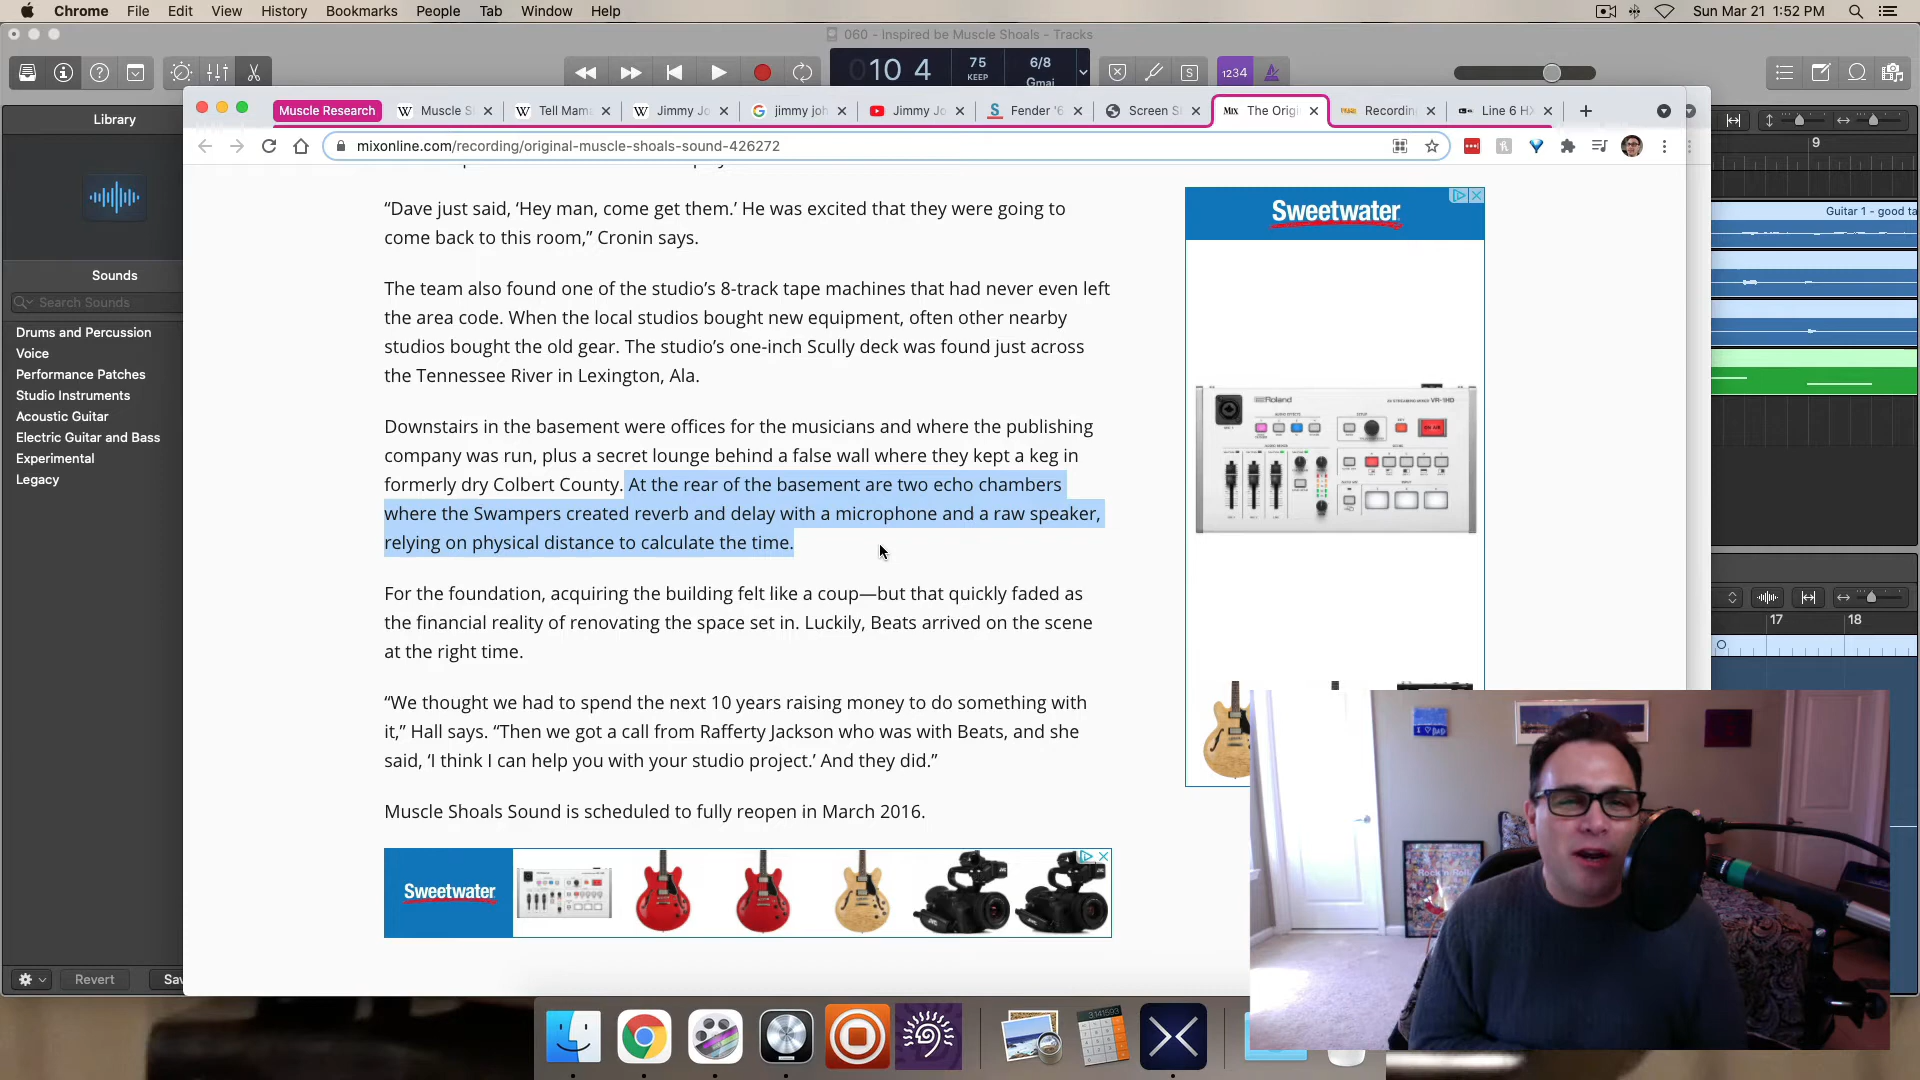 Chrome File Edit View History Bookmarks People Tab Window Help Sun Mar 21 1:52 PM
060 - Inspired be Muscle Shoals - Tracks
10 4 75 KEEP 6/8 Gmaj 1234
Library
Muscle Research Muscle S Tell Mama Jimmy Jo jimmy joh Jimmy Jo Fender '6 Screen S The Orig Recordin Line 6 HX
mixonline.com/recording/original-muscle-shoals-sound-426272
9
“Dave just said, ‘Hey man, come get them.’ He was excited that they were going to
come back to this room,” Cronin says.
The team also found one of the studio’s 8-track tape machines that had never even left
the area code. When the local studios bought new equipment, often other nearby
studios bought the old gear. The studio’s one-inch Scully deck was found just across
the Tennessee River in Lexington, Ala.
Downstairs in the basement were offices for the musicians and where the publishing
company was run, plus a secret lounge behind a false wall where they kept a keg in
formerly dry Colbert County. At the rear of the basement are two echo chambers
where the Swampers created reverb and delay with a microphone and a raw speaker,
relying on physical distance to calculate the time.
For the foundation, acquiring the building felt like a coup—but that quickly faded as
the financial reality of renovating the space set in. Luckily, Beats arrived on the scene
at the right time.
“We thought we had to spend the next 10 years raising money to do something with
it,” Hall says. “Then we got a call from Rafferty Jackson who was with Beats, and she
said, ‘I think I can help you with your studio project.’ And they did.”
Muscle Shoals Sound is scheduled to fully reopen in March 2016.
Sounds
Search Sounds
Drums and Percussion
Voice
Performance Patches
Studio Instruments
Acoustic Guitar
Electric Guitar and Bass
Experimental
Legacy
Revert Sav
Sweetwater
Roland VR-1HD
Sweetwater
Guitar 1 - good ta
17 18
I ♥ DAD
Rock'n Roll
3.141593